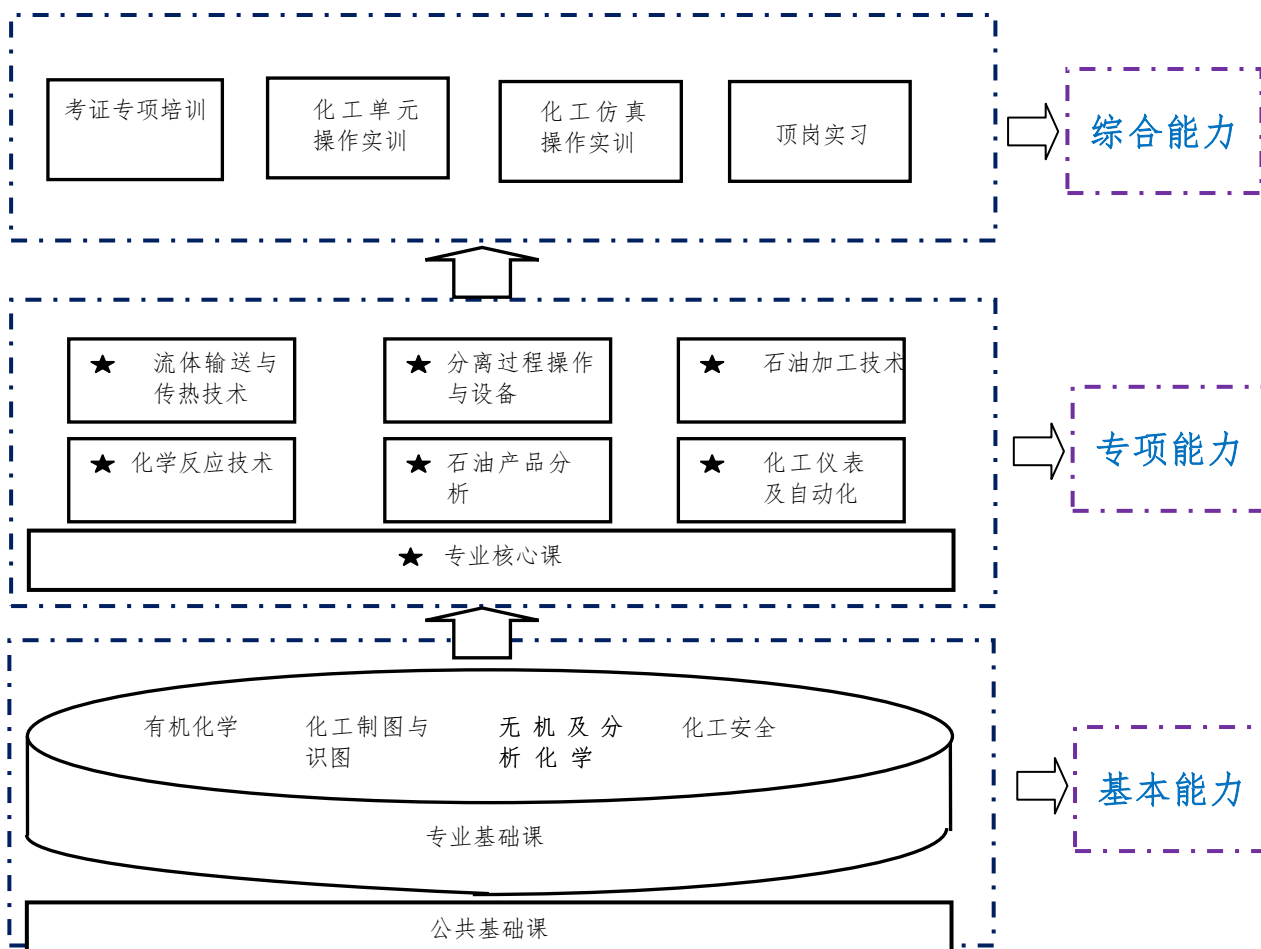 考证专项培训
化工单元
操作实训
化工仿真
操作实训
顶岗实习
综合能力
★ 流体输送与
传热技术
★ 分离过程操作
与设备
★ 石油加工技术
★ 化学反应技术
★ 石油产品分
析
★ 化工仪表
及自动化
★ 专业核心课
专项能力
有机化学
化工制图与
识图
无机及分
析化学
化工安全
专业基础课
公共基础课
基本能力